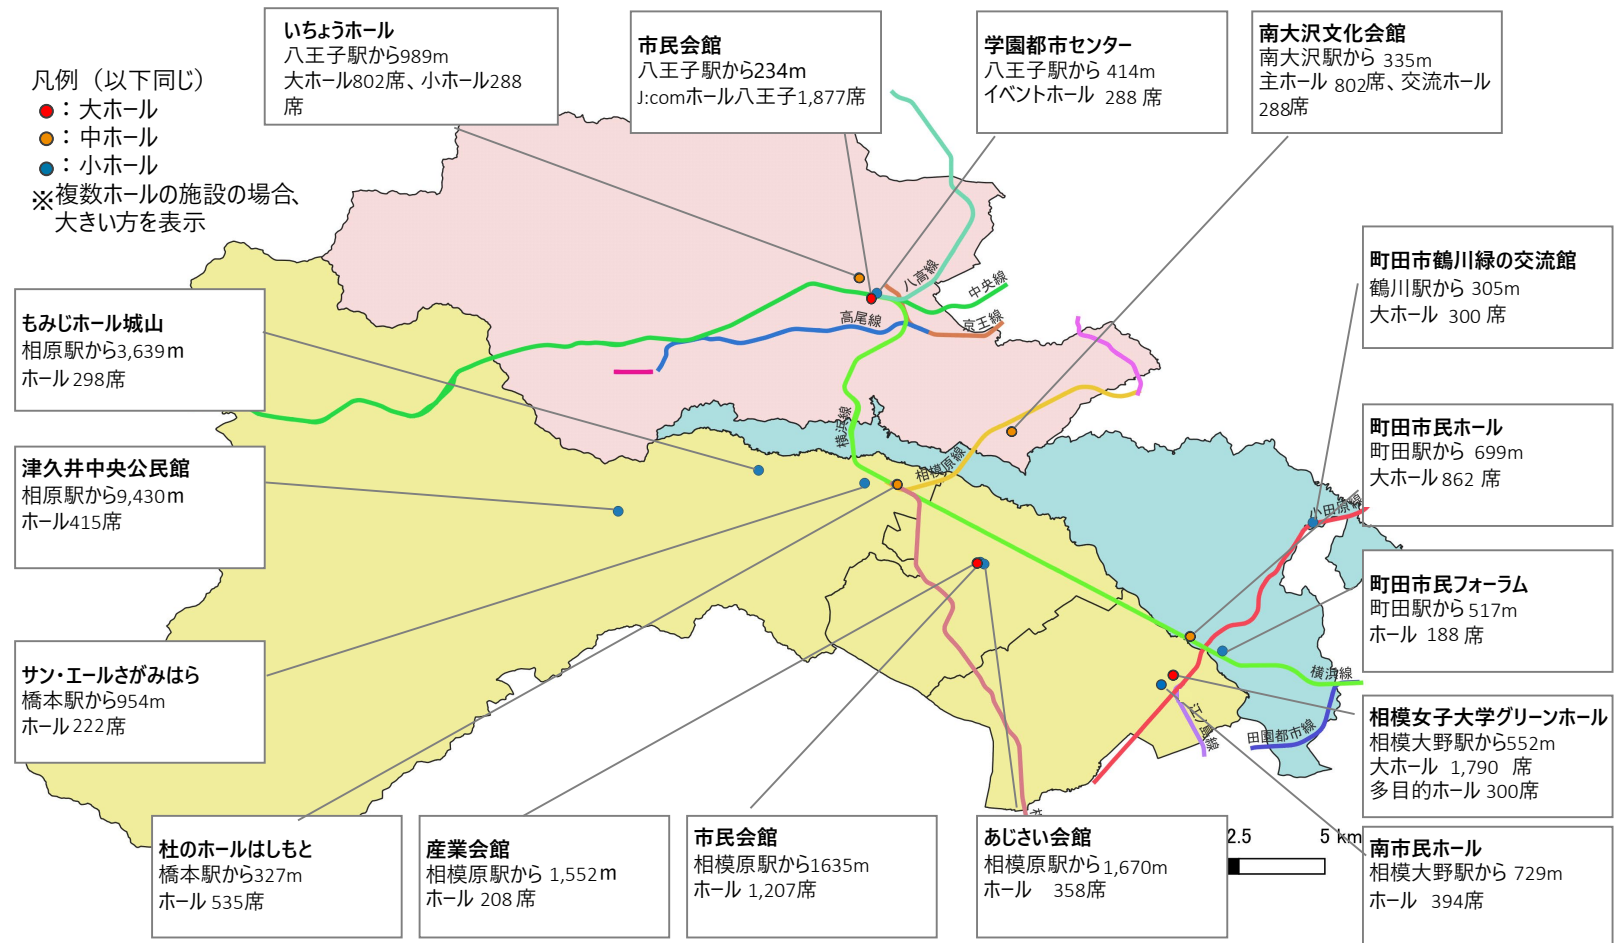 凡例（以下同じ）
：大ホール
：中ホール
：小ホール
※複数ホールの施設の場合、
大きい方を表示
いちょうホール
八王子駅から989m
大ホール802席、小ホール288
席
市民会館
八王子駅から234m
J:comホール八王子1,877席
学園都市センター
八王子駅から 414m
イベントホール 288 席
南大沢文化会館
南大沢駅から 335m
主ホール 802席、交流ホール
288席
町田市鶴川緑の交流館
鶴川駅から 305m
大ホール 300 席
もみじホール城山
相原駅から3,639m
ホール298席
町田市民ホール
町田駅から 699m
大ホール862 席
津久井中央公民館
相原駅から9,430m
ホール415席
町田市民フォーラム
町田駅から517m
ホール 188 席
サン・エールさがみはら
橋本駅から954m
ホール222席
相模女子大学グリーンホール
相模大野駅から552m
大ホール 1,790 席
多目的ホール 300席
杜のホールはしもと
橋本駅から327m
ホール 535席
産業会館
相模原駅から 1,552m
ホール 208 席
市民会館
相模原駅から1635m
ホール 1,207席
あじさい会館
相模原駅から1,670m
ホール 358席
南市民ホール
相模大野駅から 729m
ホール 394席
八高線
中央線
高尾線
京王線
横浜線
相模原線
小田原線
横浜線
江ノ島線
田園都市線
2.5 5 km